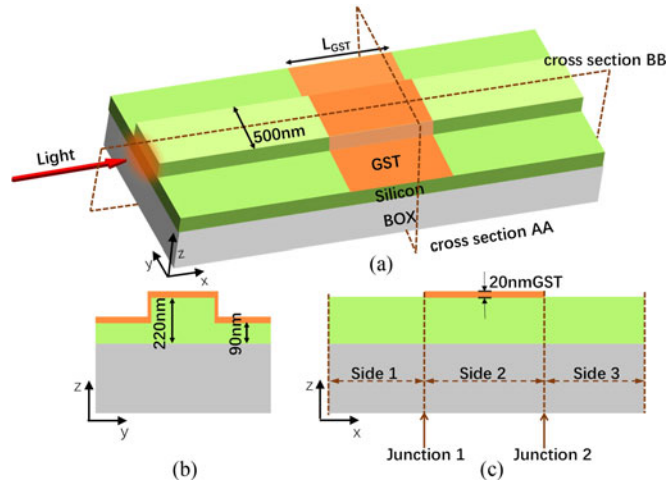 L_GST
cross section BB
500nm
Light
GST
Silicon
BOX
cross section AA
z
y
x
(a)
220nm
90nm
z
y
(b)
20nmGST
Side 1
Side 2
Side 3
z
x
Junction 1
Junction 2
(c)